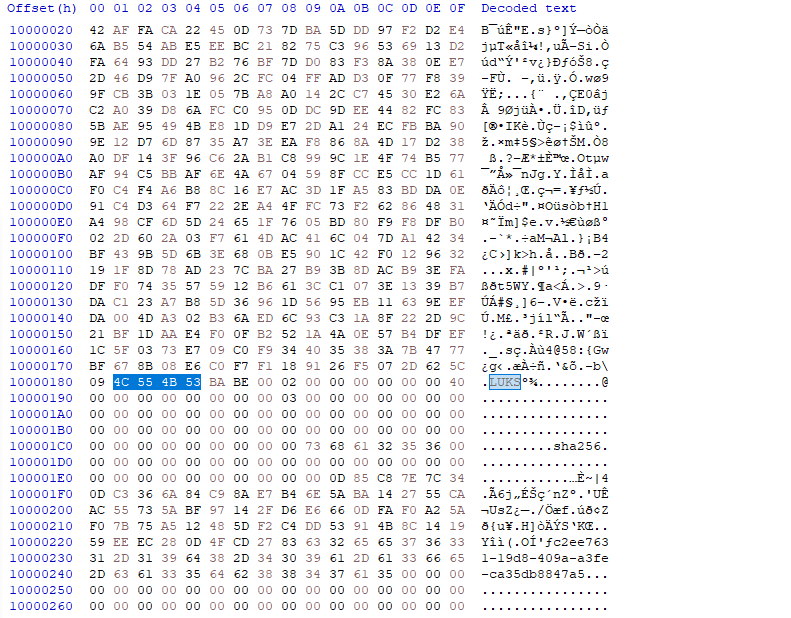 Offset(h) 00 01 02 03 04 05 06 07 08 09 0A 0B 0C 0D 0E 0F Decoded text
10000020 42 AF FA CA 22 45 0D 73 7D BA 5D DD 97 F2 D2 E4 B¯úÊ"E.s}º]Ý—òÒä
10000030 6A B5 54 AB E5 EE BC 21 82 75 C3 96 53 69 13 D2 jµT«åî¼!‚uÃ–Si.Ò
10000040 FA 64 93 DD 27 B2 76 BF 7D D0 83 F3 8A 38 0E E7 úd“Ý'²v¿}ÐƒóŠ8.ç
10000050 2D 46 D9 7F A0 96 2C FC 04 FF AD D3 0F 77 F8 39 -FÙ. –,ü.ÿ.Ó.wø9
10000060 9F CB 3B 03 1E 05 7B A8 A0 14 2C C7 45 30 E2 6A ŸË;...{¨ .,ÇE0âj
10000070 C2 A0 39 D8 6A FC C0 95 0D DC 9D EE 44 82 FC 83 Â 9ØjüÀ•.Ü.îD‚üƒ
10000080 5B AE 95 49 4B E8 1D D9 E7 2D A1 24 EC FB BA 90 [®•IKè.Ùç-¡$ìûº.
10000090 9E 12 D7 6D 87 35 A7 3E EA F8 86 8A 4D 17 D2 38 ž.×m‡5§>êø†ŠM.Ò8
100000A0 A0 DF 14 3F 96 C6 2A B1 C8 99 9C 1E 4F 74 B5 77  ß.?–Æ*±È™œ.Otµw
100000B0 AF 94 C5 BB AF 6E 4A 67 04 59 8F CC E5 CC 1D 61 ¯”Å»¯nJg.Y.ÌåÌ.a
100000C0 F0 C4 F4 A6 B8 8C 16 E7 AC 3D 1F A5 83 BD DA 0E ðÄô¦¸Œ.ç¬=.¥ƒ½Ú.
100000D0 91 C4 D3 64 F7 22 2E A4 4F FC 73 F2 62 86 48 31 ‘ÄÓd÷".¤Oüsòb†H1
100000E0 A4 98 CF 6D 5D 24 65 1F 76 05 BD 80 F9 F8 DF B0 ¤˜Ïm]$e.v.½€ùøß°
100000F0 02 2D 60 2A 03 F7 61 4D AC 41 6C 04 7D A1 42 34 .-`*.÷aM¬Al.}¡B4
10000100 BF 43 9B 5D 6B 3E 68 0B E5 90 1C 42 F0 12 96 32 ¿C›]k>h.å..Bð.–2
10000110 19 1F 8D 78 AD 23 7C BA 27 B9 3B 8D AC B9 3E FA ...x.#|º'¹;.¬¹>ú
10000120 DF F0 74 35 57 59 12 B6 61 3C C1 07 3E 13 39 B7 ßðt5WY.¶a<Á.>.9·
10000130 DA C1 23 A7 B8 5D 36 96 1D 56 95 EB 11 63 9E EF ÚÁ#§¸]6–.V•ë.cžï
10000140 DA 00 4D A3 02 B3 6A ED 6C 93 C3 1A 8F 22 2D 9C Ú.M£.³jíl“Ã.."-œ
10000150 21 BF 1D AA E4 F0 0F B2 52 1A 4A 0E 57 B4 DF EF !¿.ªäð.²R.J.W´ßï
10000160 1C 5F 03 73 E7 09 C0 F9 34 40 35 38 3A 7B 47 77 ._.sç.Àù4@58:{Gw
10000170 BF 67 8B 08 E6 C0 F7 F1 18 91 26 F5 07 2D 62 5C ¿g‹.æÀ÷ñ.‘&õ.-b\
10000180 09 4C 55 4B 53 BA BE 00 02 00 00 00 00 00 00 40 .LUKSº¾........@
10000190 00 00 00 00 00 00 00 00 03 00 00 00 00 00 00 00 ................
100001A0 00 00 00 00 00 00 00 00 00 00 00 00 00 00 00 00 ................
100001B0 00 00 00 00 00 00 00 00 00 00 00 00 00 00 00 00 ................
100001C0 00 00 00 00 00 00 00 00 00 73 68 61 32 35 36 00 .........sha256.
100001D0 00 00 00 00 00 00 00 00 00 00 00 00 00 00 00 00 ................
100001E0 00 00 00 00 00 00 00 00 00 00 0D 85 C8 7E 7C 34 ...........…È~|4
100001F0 0D C3 36 6A 84 C9 8A E7 B4 6E 5A BA 14 27 55 CA .Ã6j„ÉŠç´nZº.'UÊ
10000200 AC 55 73 5A BF 97 14 2F D6 E6 66 0D FA F0 A2 5A ¬UsZ¿—./Öæf.úð¢Z
10000210 F0 7B 75 A5 12 48 5D F2 C4 DD 53 91 4B 8C 14 19 ð{u¥.H]òÄÝS‘KŒ..
10000220 59 EE EC 28 0D 4F CD 27 83 63 32 65 65 37 36 33 Yîì(.OÍ'ƒc2ee763
10000230 31 2D 31 39 64 38 2D 34 30 39 61 2D 61 33 66 65 1-19d8-409a-a3fe
10000240 2D 63 61 33 35 64 62 38 38 34 37 61 35 00 00 00 -ca35db8847a5...
10000250 00 00 00 00 00 00 00 00 00 00 00 00 00 00 00 00 ................
10000260 00 00 00 00 00 00 00 00 00 00 00 00 00 00 00 00 ................